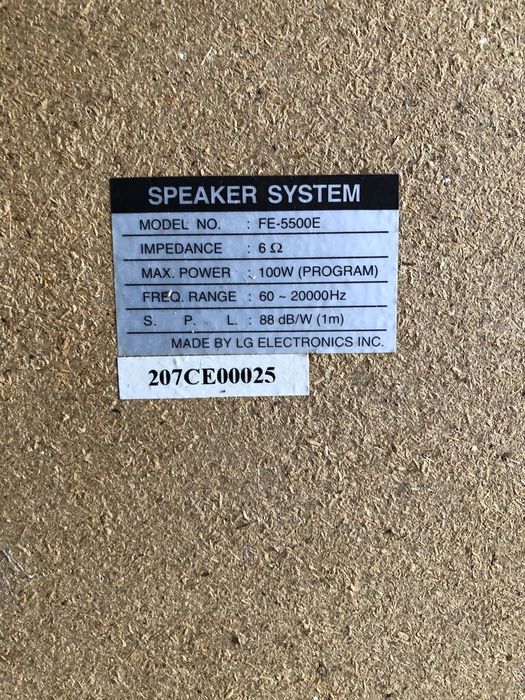 SPEAKER SYSTEM
MODEL NO. : FE-5500E
IMPEDANCE : 6 Ω
MAX. POWER : 100W (PROGRAM)
FREQ. RANGE : 60 ~ 20000Hz
S. P. L. : 88 dB/W (1m)
MADE BY LG ELECTRONICS INC.
207CE00025